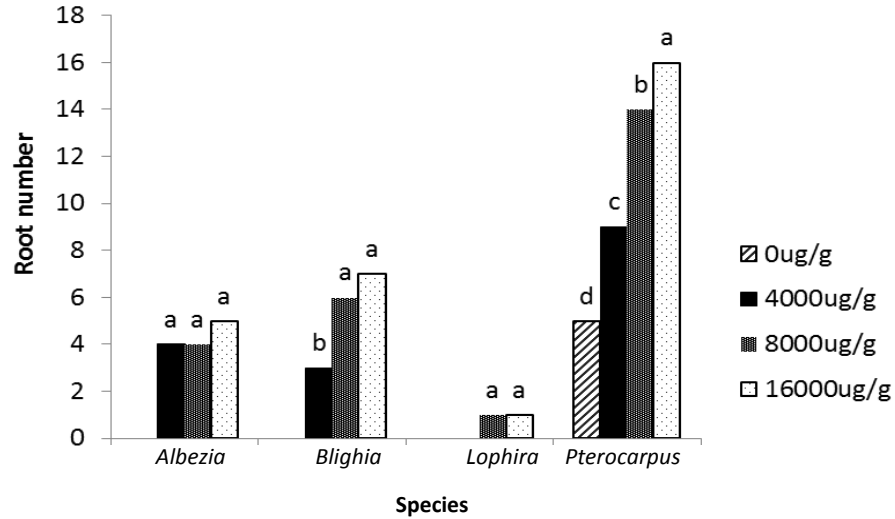 Root number
18
16
14
12
10
8
6
4
2
0
a a a
b a a
a a
d c b a
Albezia Blighia Lophira Pterocarpus
Species
0ug/g
4000ug/g
8000ug/g
16000ug/g